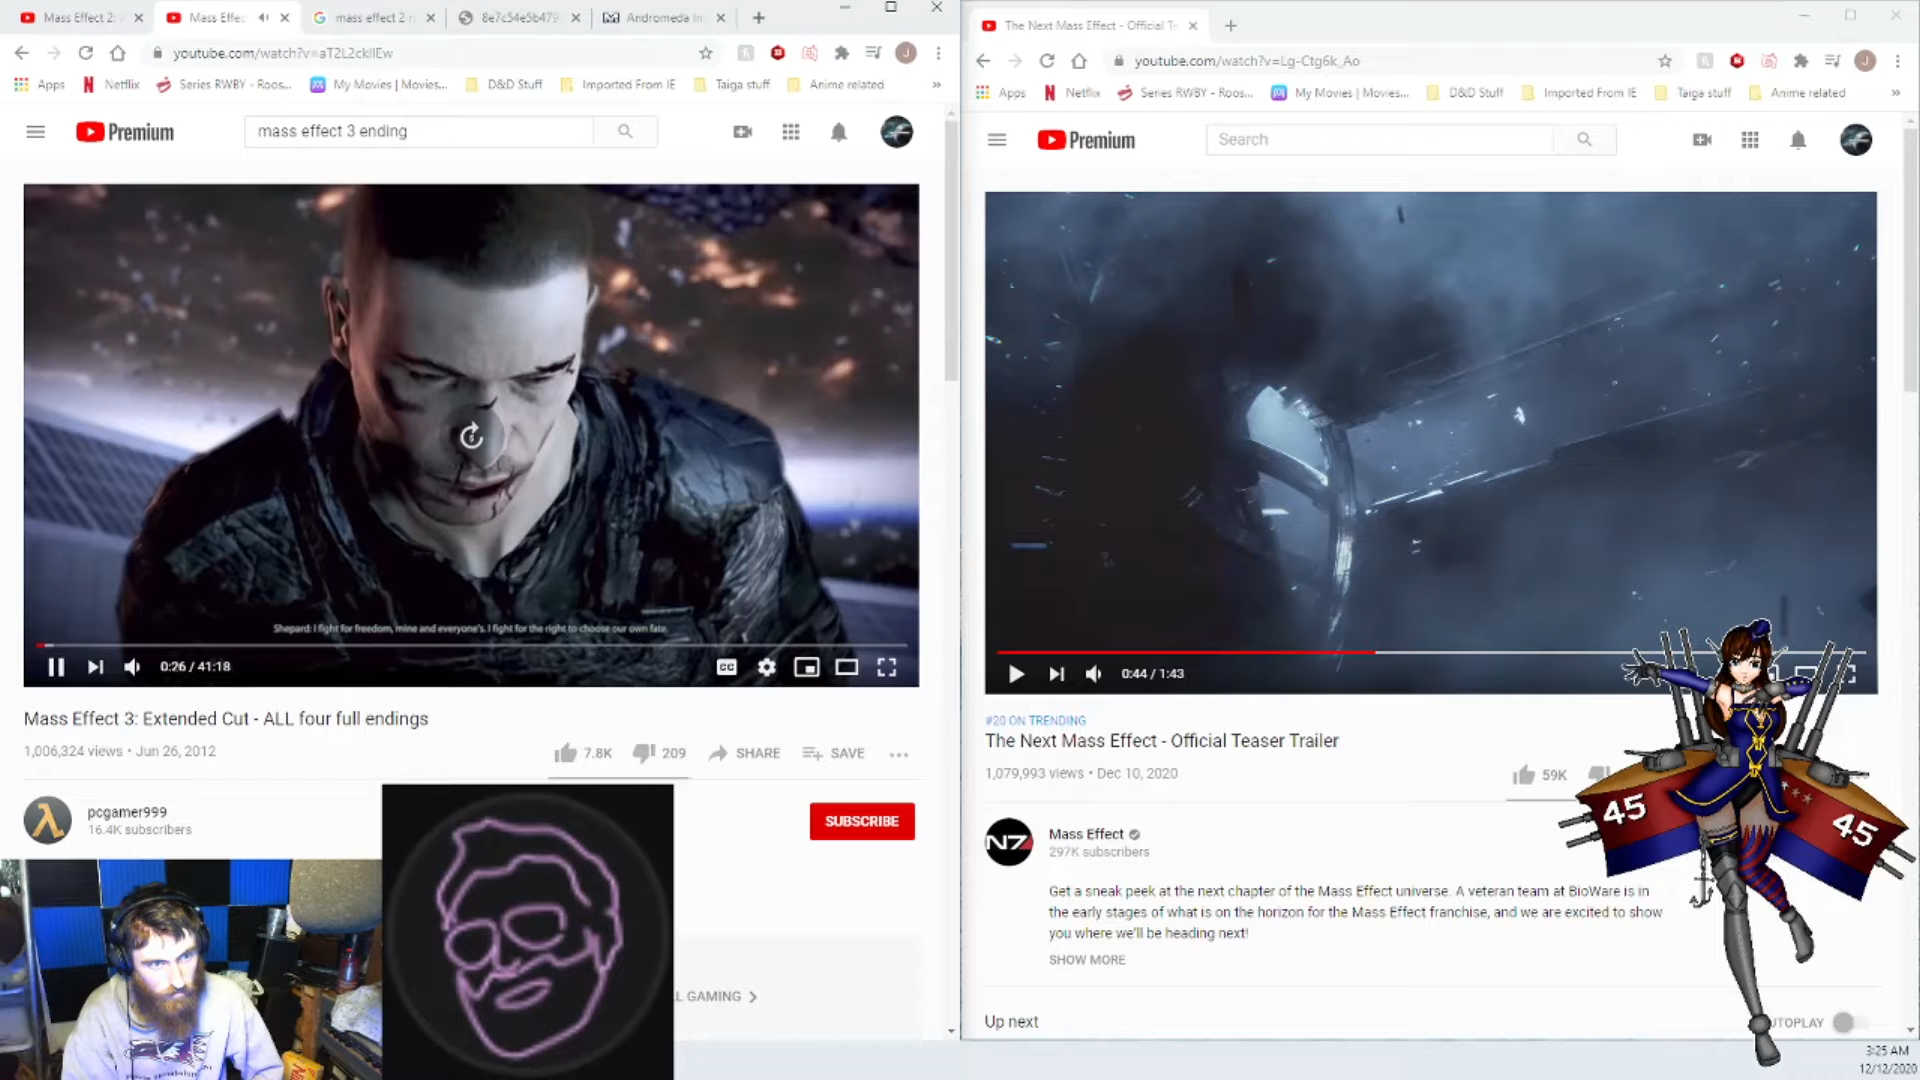 Mass Effect 2:
Mass Effec
mass effect 2 r
8e7c54e5b479
Andromeda In
youtube.com/watch?v=aT2L2ckIIEw
Apps
Netflix
Series RWBY - Roos...
My Movies | Movies...
D&D Stuff
Imported From IE
Taiga stuff
Anime related
»
Premium
mass effect 3 ending
5
Shepard: I fight for freedom, mine and everyone's. I fight for the right to choose our own fate.
0:26 / 41:18
CC
Mass Effect 3: Extended Cut - ALL four full endings
1,006,324 views • Jun 26, 2012
7.8K
209
SHARE
SAVE
pcgamer999
16.4K subscribers
SUBSCRIBE
L GAMING
The Next Mass Effect - Official Te
youtube.com/watch?v=Lg-Ctg6k_Ao
Apps
Netflix
Series RWBY - Roos...
My Movies | Movies...
D&D Stuff
Imported From IE
Taiga stuff
Anime related
»
Premium
Search
0:44 / 1:43
#20 ON TRENDING
The Next Mass Effect - Official Teaser Trailer
1,079,993 views • Dec 10, 2020
59K
N7
Mass Effect
297K subscribers
Get a sneak peek at the next chapter of the Mass Effect universe. A veteran team at BioWare is in
the early stages of what is on the horizon for the Mass Effect franchise, and we are excited to show
you where we'll be heading next!
SHOW MORE
Up next
UTOPLAY
45
45
3:25 AM
12/12/2020